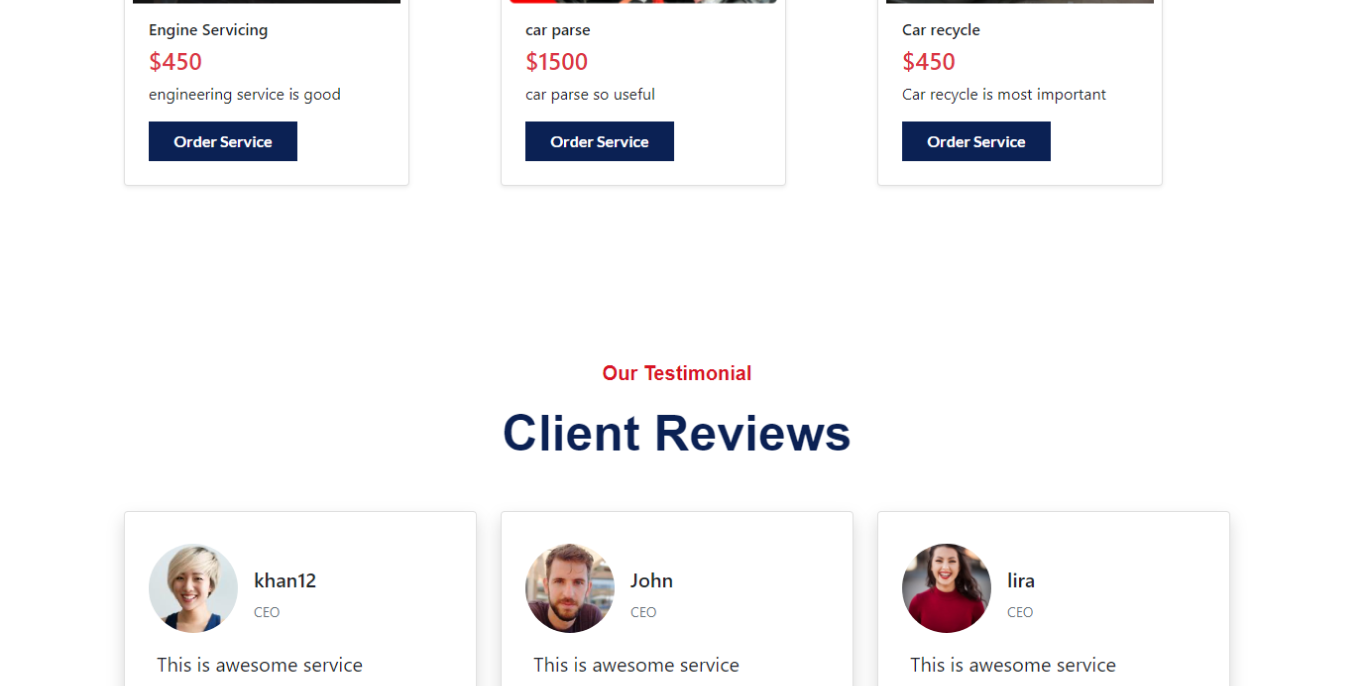 Engine Servicing
$450
engineering service is good
Order Service
car parse
$1500
car parse so useful
Order Service
Car recycle
$450
Car recycle is most important
Order Service
Our Testimonial
Client Reviews
khan12
CEO
This is awesome service
John
CEO
This is awesome service
lira
CEO
This is awesome service